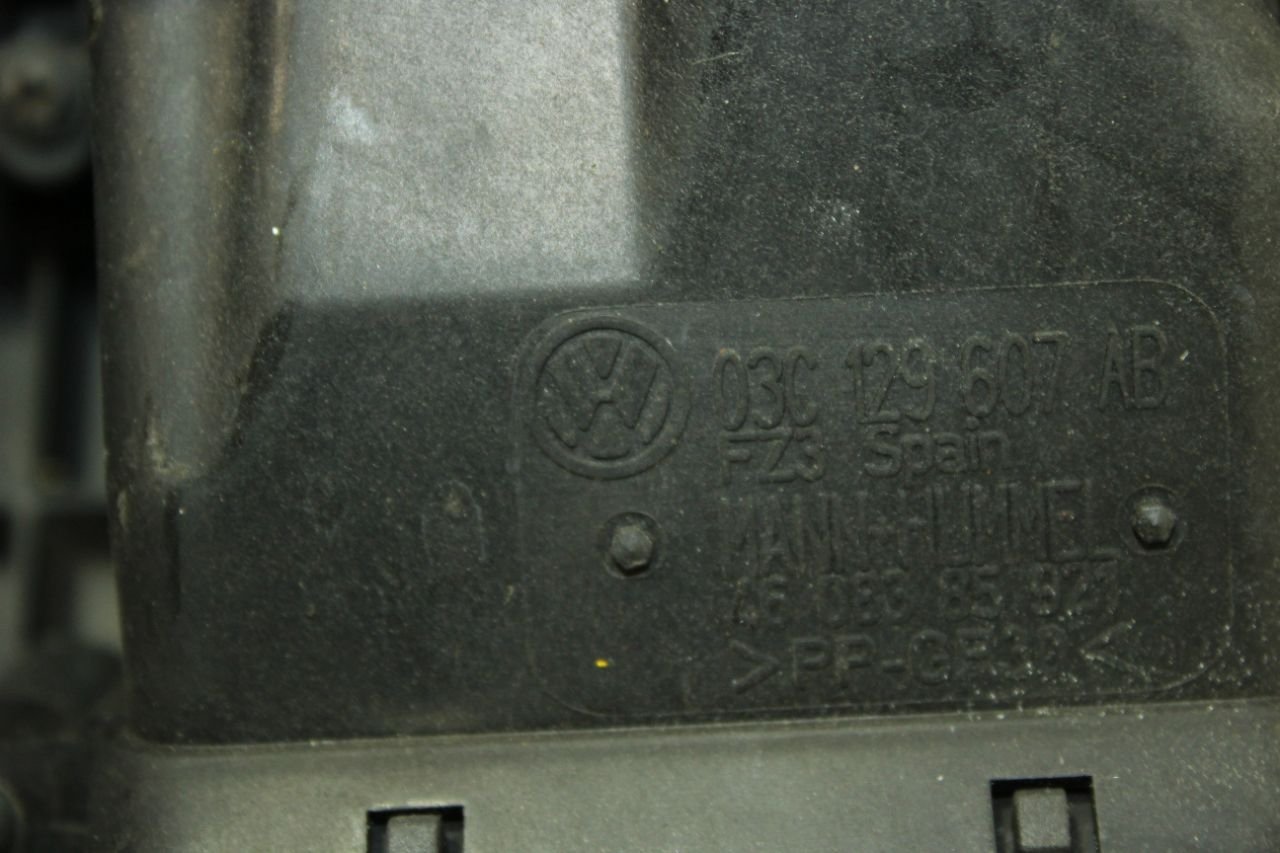 03C 129 607 AB
FZ3 Spain
MANN+HUMMEL
>PP-GF30<